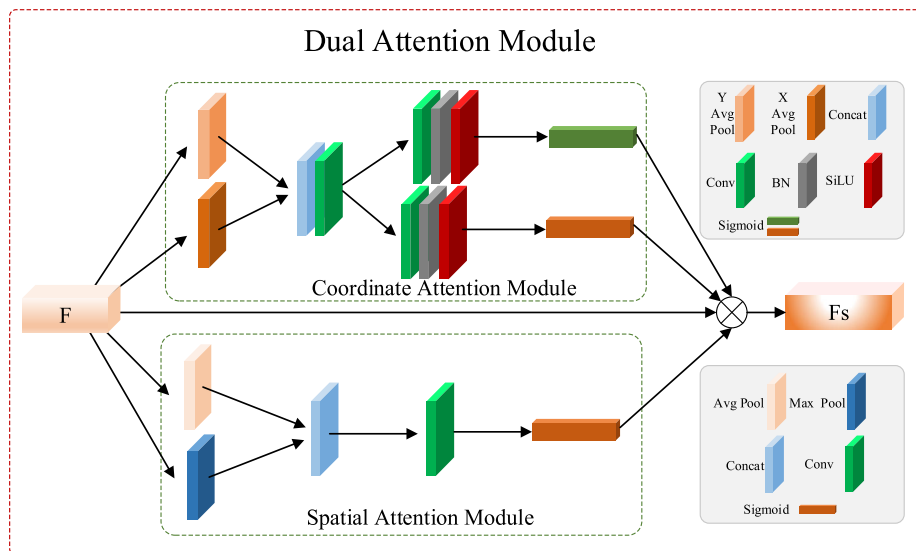 Dual Attention Module
Y
Avg
Pool
X
Avg
Pool
Concat
Conv
BN
SiLU
Sigmoid
Coordinate Attention Module
F
Fs
Avg Pool
Max Pool
Concat
Conv
Sigmoid
Spatial Attention Module